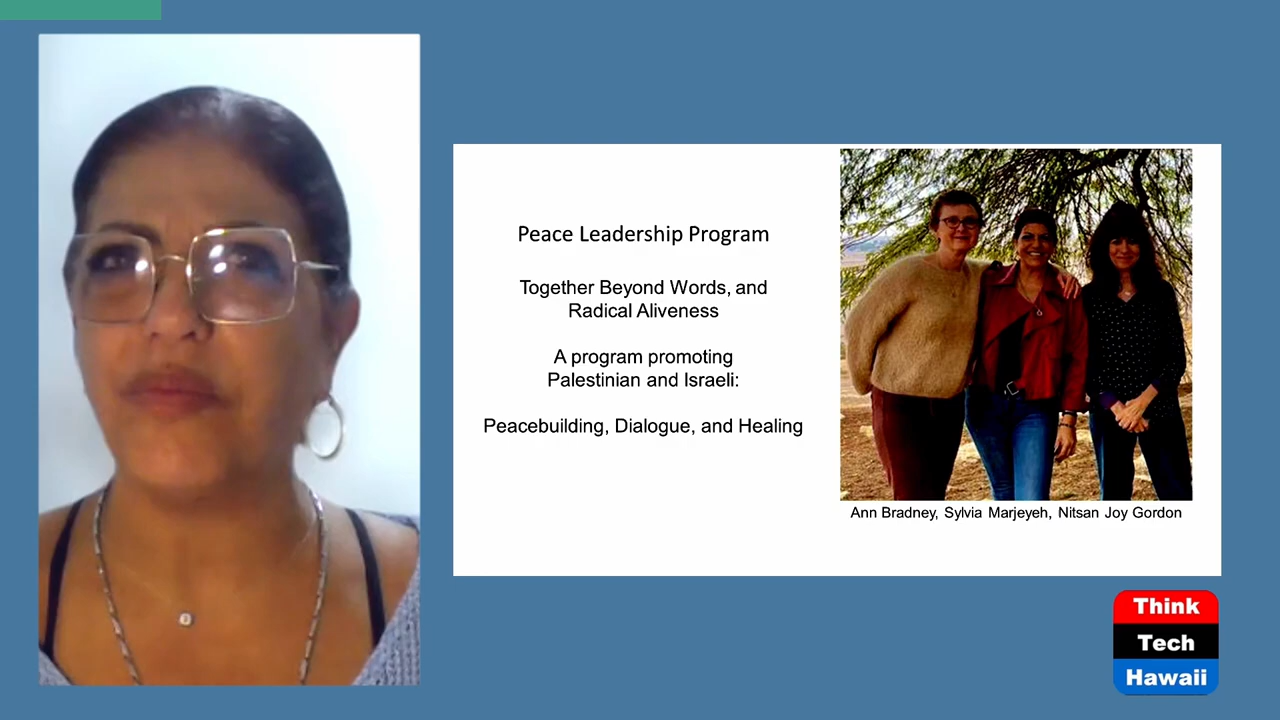 Peace Leadership Program
Together Beyond Words, and
Radical Aliveness
A program promoting
Palestinian and Israeli:
Peacebuilding, Dialogue, and Healing
Ann Bradney, Sylvia Marjeyeh, Nitsan Joy Gordon
Think
Tech
Hawaii